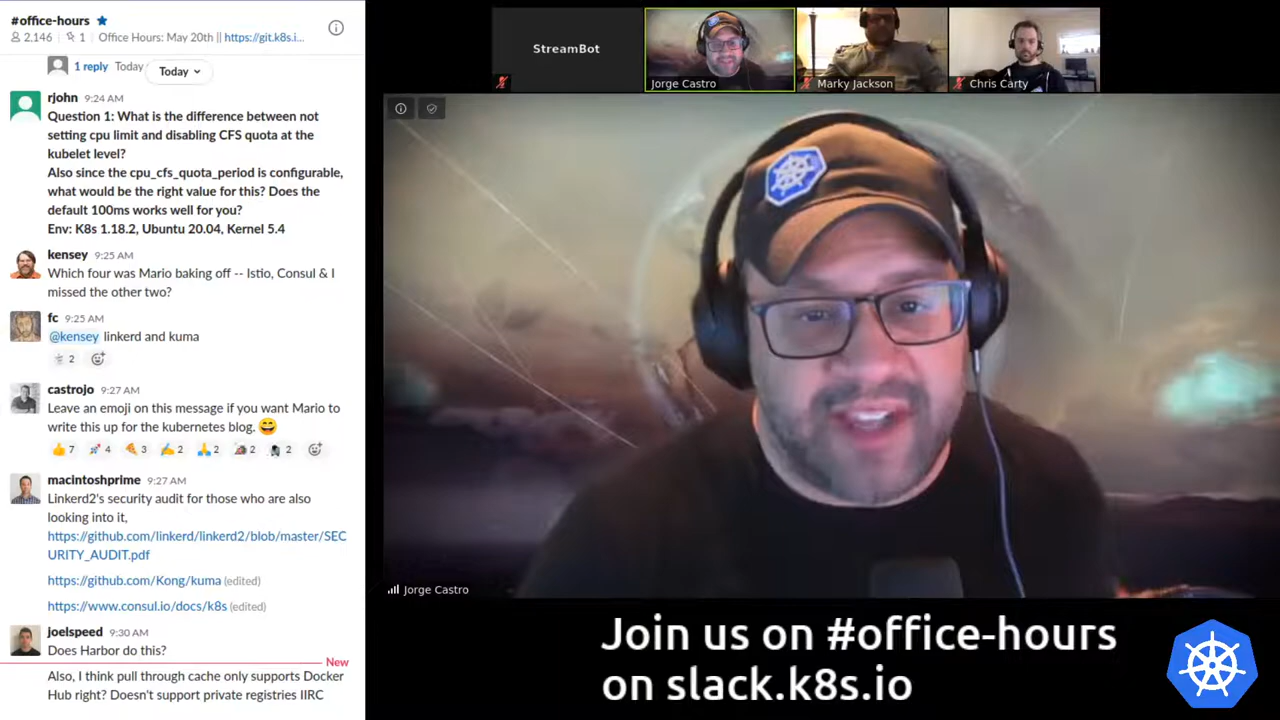 #office-hours
2,146 1 Office Hours: May 20th || https://git.k8s.i...
1 reply Today
Today
rjohn 9:24 AM
Question 1: What is the difference between not
setting cpu limit and disabling CFS quota at the
kubelet level?
Also since the cpu_cfs_quota_period is configurable,
what would be the right value for this? Does the
default 100ms works well for you?
Env: K8s 1.18.2, Ubuntu 20.04, Kernel 5.4
kensey 9:25 AM
Which four was Mario baking off -- Istio, Consul & I
missed the other two?
fc 9:25 AM
@kensey linkerd and kuma
2
castrojo 9:27 AM
Leave an emoji on this message if you want Mario to
write this up for the kubernetes blog. 😄
👍 7 🚀 4 🍕 3 ✍️ 2 🙏 2 2 2
macintoshprime 9:27 AM
Linkerd2's security audit for those who are also
looking into it,
https://github.com/linkerd/linkerd2/blob/master/SEC
URITY_AUDIT.pdf
https://github.com/Kong/kuma (edited)
https://www.consul.io/docs/k8s (edited)
joelspeed 9:30 AM
Does Harbor do this?
New
Also, I think pull through cache only supports Docker
Hub right? Doesn't support private registries IIRC
StreamBot
Jorge Castro
Marky Jackson
Chris Carty
Jorge Castro
Join us on #office-hours
on slack.k8s.io